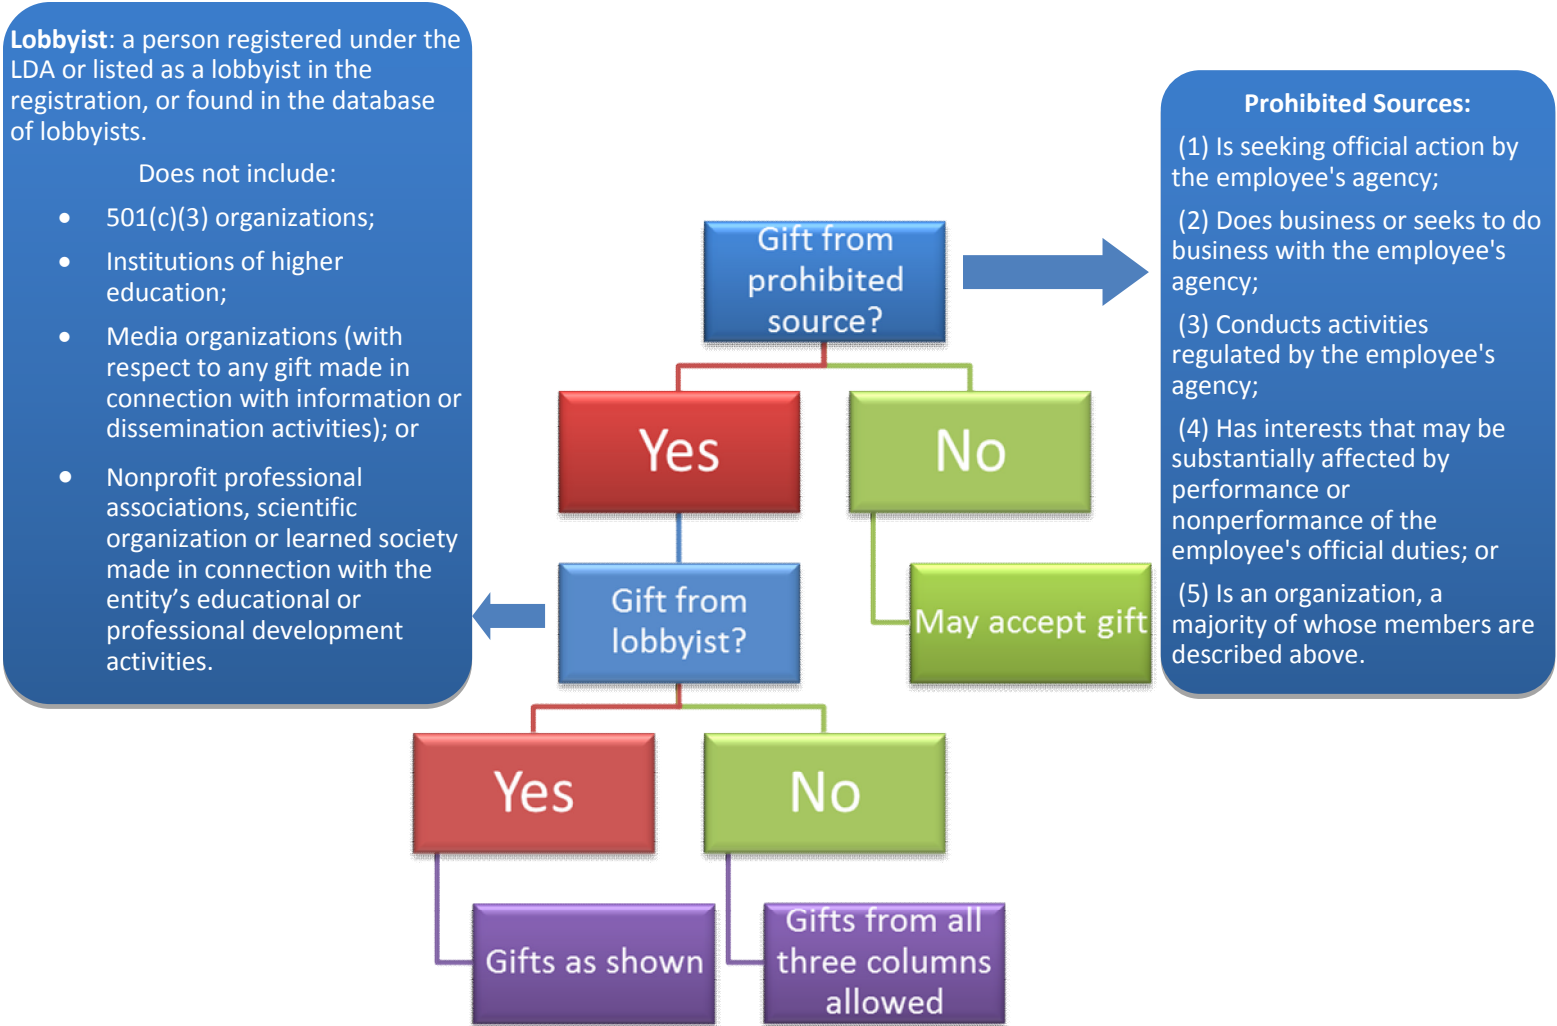 Lobbyist: a person registered under the
LDA or listed as a lobbyist in the
registration, or found in the database
of lobbyists.
Does not include:
• 501(c)(3) organizations;
• Institutions of higher
education;
• Media organizations (with
respect to any gift made in
connection with information or
dissemination activities); or
• Nonprofit professional
associations, scientific
organization or learned society
made in connection with the
entity’s educational or
professional development
activities.
Gift from
prohibited
source?
Prohibited Sources:
(1) Is seeking official action by
the employee's agency;
(2) Does business or seeks to do
business with the employee's
agency;
(3) Conducts activities
regulated by the employee's
agency;
(4) Has interests that may be
substantially affected by
performance or
nonperformance of the
employee's official duties; or
(5) Is an organization, a
majority of whose members are
described above.
Yes
No
Gift from
lobbyist?
May accept gift
Yes
No
Gifts as shown
Gifts from all
three columns
allowed